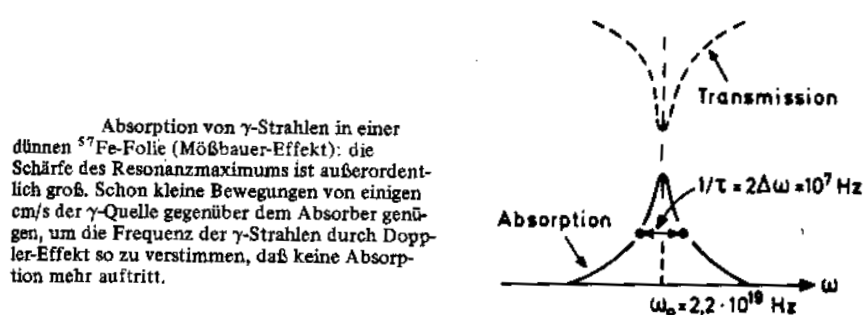 Absorption von γ-Strahlen in einer
dünnen ⁵⁷Fe-Folie (Mößbauer-Effekt): die
Schärfe des Resonanzmaximums ist außerordent-
lich groß. Schon kleine Bewegungen von einigen
cm/s der γ-Quelle gegenüber dem Absorber genü-
gen, um die Frequenz der γ-Strahlen durch Dopp-
ler-Effekt so zu verstimmen, daß keine Absorp-
tion mehr auftritt.
Transmission
1/τ = 2Δω = 10⁷ Hz
Absorption
ω
ω₀ = 2,2 · 10¹⁹ Hz